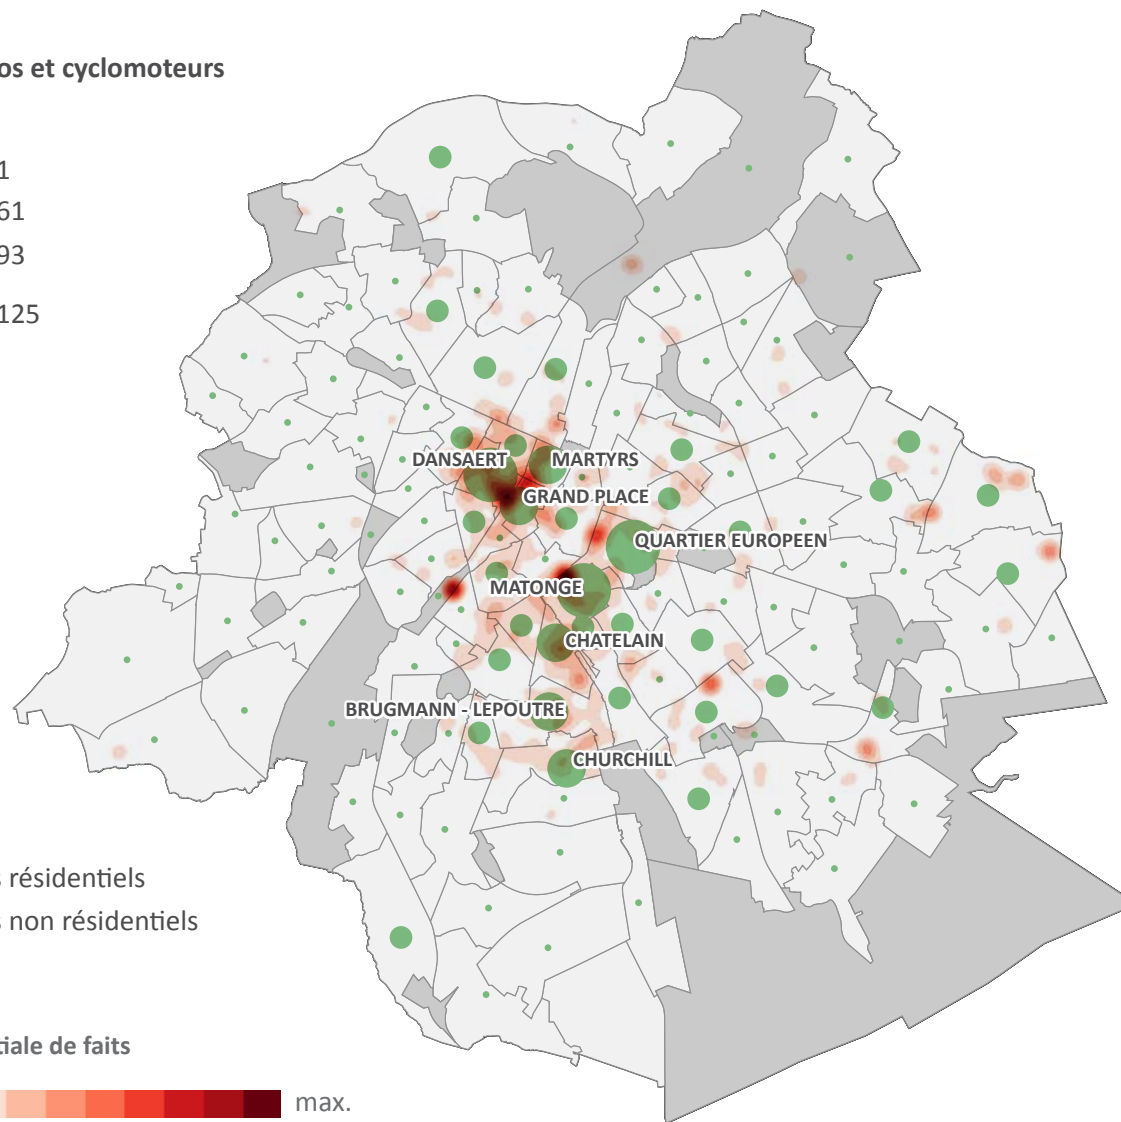 os et cyclomoteurs
1
61
93
125
DANSAERT
MARTYRS
GRAND PLACE
QUARTIER EUROPEEN
MATONGE
CHATELAIN
BRUGMANN - LEPOUTRE
CHURCHILL
s résidentiels
s non résidentiels
tiale de faits
max.